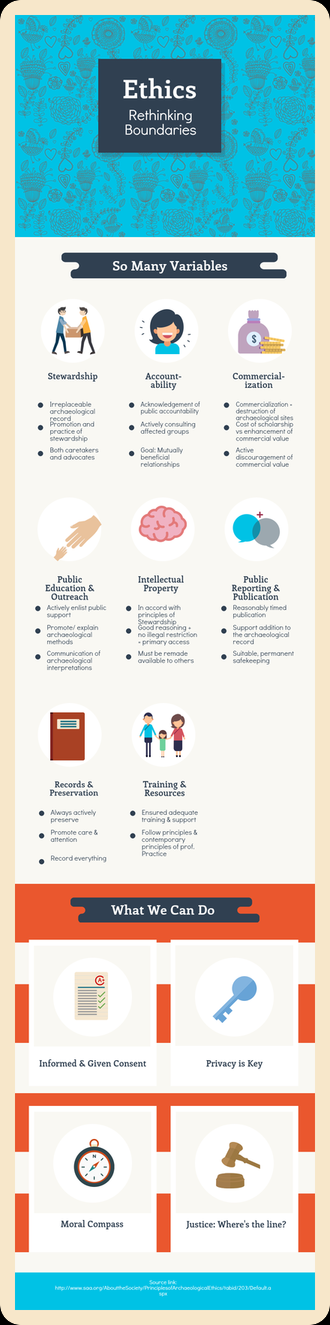 Ethics
Rethinking
Boundaries
So Many Variables
Stewardship
Irreplaceable
archaeological
record
Promotion and
practice of
stewardship
Both caretakers
and advocates
Account-
ability
Acknowledgement of
public accountability
Actively consulting
affected groups
Goal: Mutually
beneficial
relationships
Commercial-
ization
Commercialization =
destruction of
archaeological sites
Cost of scholarship
vs enhancement of
commercial value
Active
discouragement of
commercial value
Public
Education &
Outreach
Actively enlist public
support
Promote/ explain
archaeological
methods
Communication of
archaeological
interpretations
Intellectual
Property
In accord with
principles of
Stewardship
Good reasoning +
no illegal restriction
= primary access
Must be made
available to others
Public
Reporting &
Publication
Reasonably timed
publication
Support addition to
the archaeological
record
Suitable, permanent
safekeeping
Records &
Preservation
Always actively
preserve
Promote care &
attention
Record everything
Training &
Resources
Ensured adequate
training & support
Follow principles &
contemporary
principles of prof.
Practice
What We Can Do
A+
Informed & Given Consent
Privacy is Key
N
Moral Compass
Justice: Where's the line?
Source link:
http://www.saa.org/AbouttheSociety/PrinciplesofArchaeologicalEthics/tabid/203/Default.a
spx